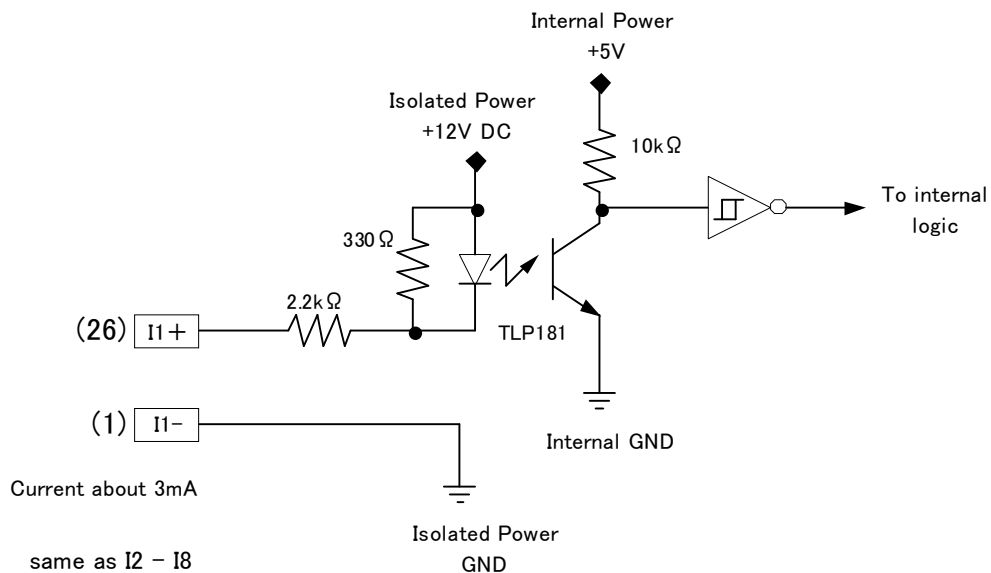 Internal Power
+5V
Isolated Power
+12V DC
10kΩ
To internal
logic
330Ω
2.2kΩ
(26) I1+
TLP181
(1) I1-
Internal GND
Current about 3mA
Isolated Power
GND
same as I2 - I8